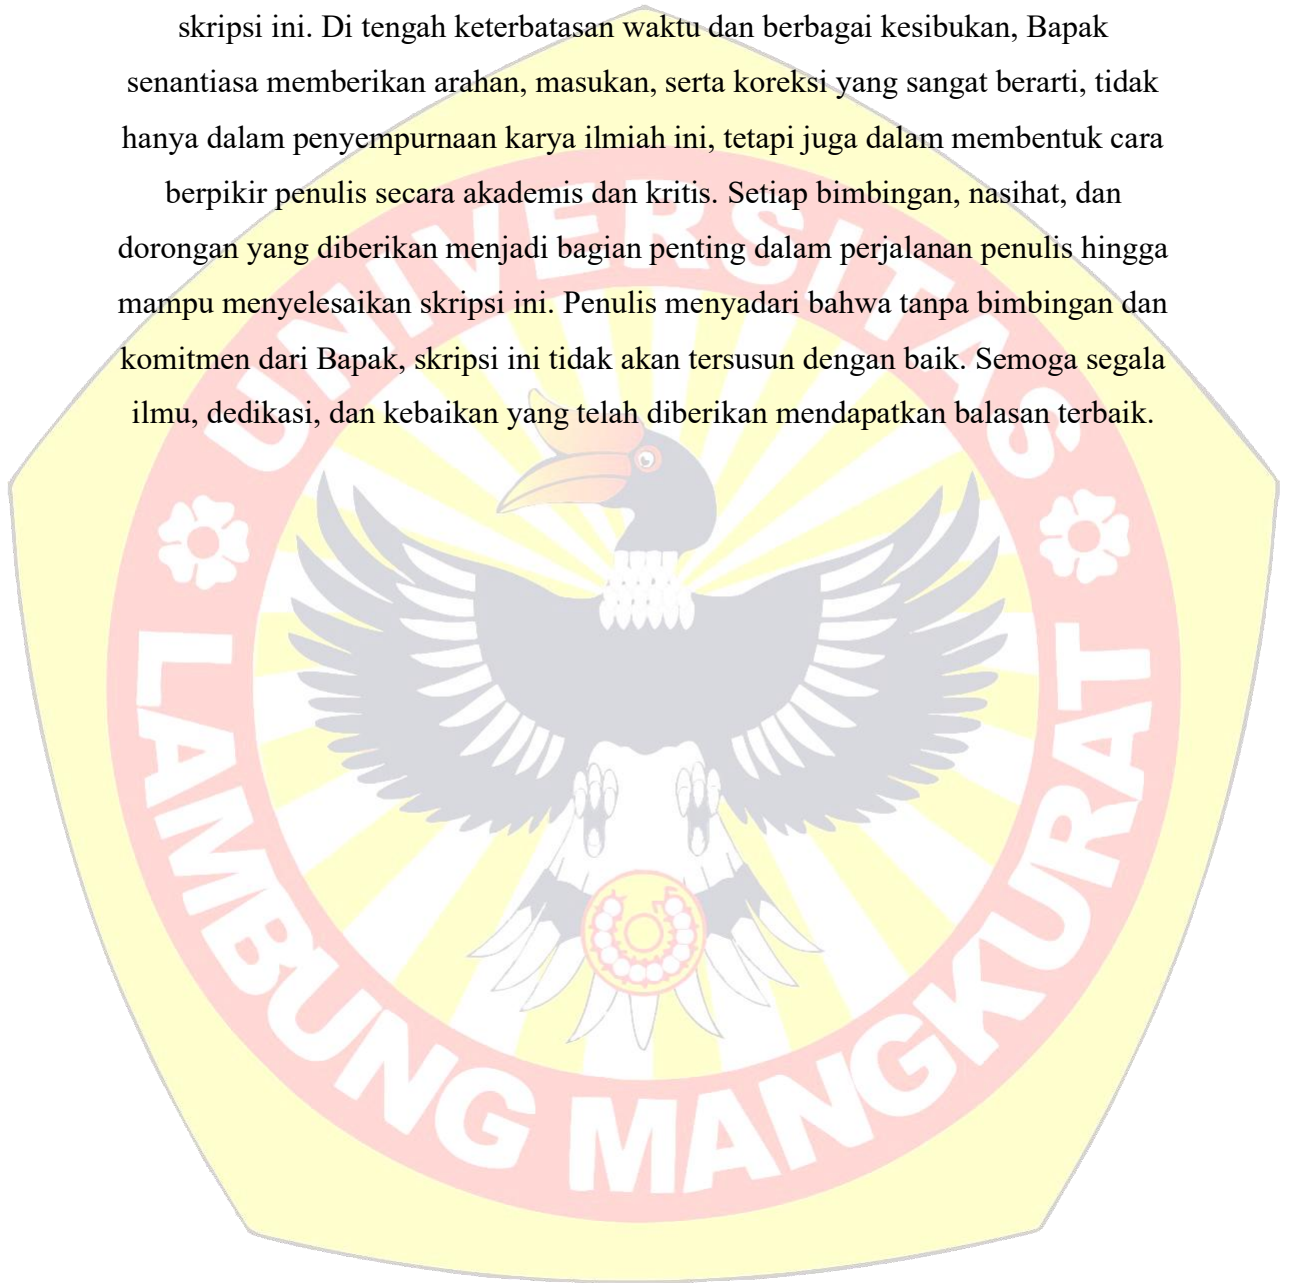 skripsi ini. Di tengah keterbatasan waktu dan berbagai kesibukan, Bapak
senantiasa memberikan arahan, masukan, serta koreksi yang sangat berarti, tidak
hanya dalam penyempurnaan karya ilmiah ini, tetapi juga dalam membentuk cara
berpikir penulis secara akademis dan kritis. Setiap bimbingan, nasihat, dan
dorongan yang diberikan menjadi bagian penting dalam perjalanan penulis hingga
mampu menyelesaikan skripsi ini. Penulis menyadari bahwa tanpa bimbingan dan
komitmen dari Bapak, skripsi ini tidak akan tersusun dengan baik. Semoga segala
ilmu, dedikasi, dan kebaikan yang telah diberikan mendapatkan balasan terbaik.
UNIVERSITAS
LAMBUNG MANGKURAT